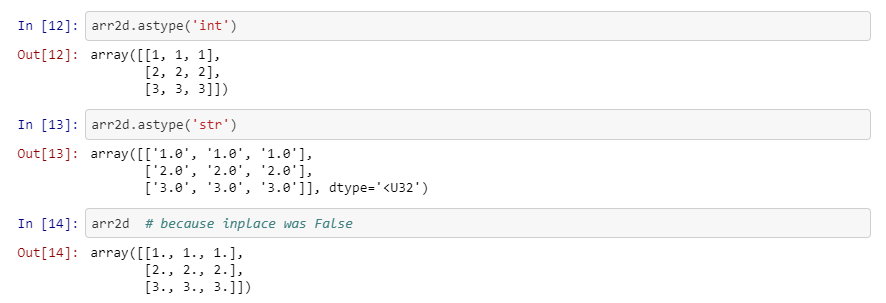 In [12]: arr2d.astype('int')
Out[12]: array([[1, 1, 1],
[2, 2, 2],
[3, 3, 3]])
In [13]: arr2d.astype('str')
Out[13]: array([['1.0', '1.0', '1.0'],
['2.0', '2.0', '2.0'],
['3.0', '3.0', '3.0']], dtype='<U32')
In [14]: arr2d  # because inplace was False
Out[14]: array([[1., 1., 1.],
[2., 2., 2.],
[3., 3., 3.]])